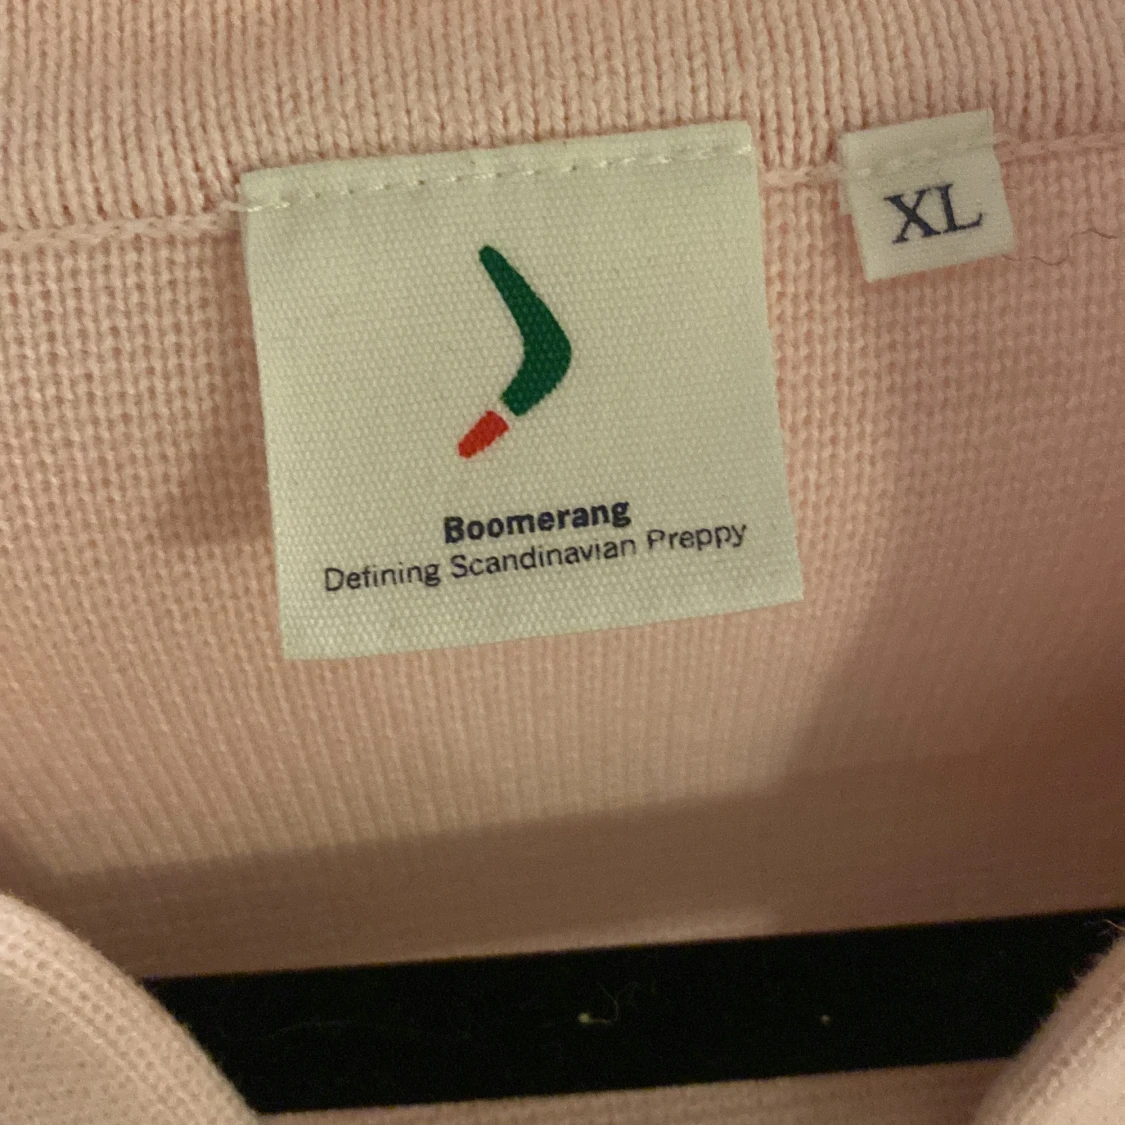 XL
Boomerang
Defining Scandinavian Preppy